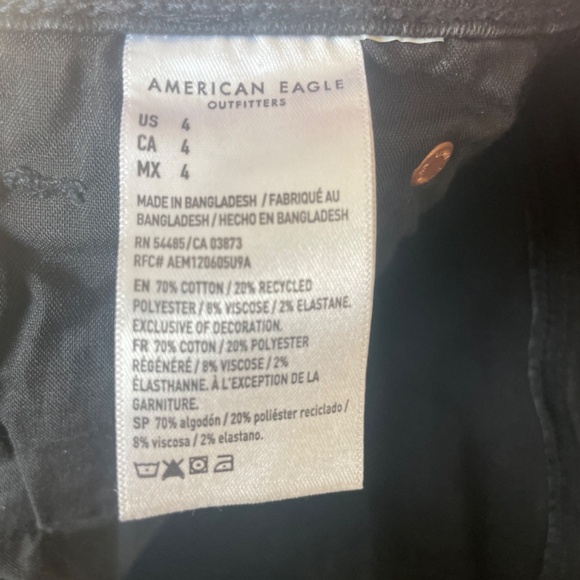 AMERICAN EAGLE
OUTFITTERS
US 4
CA 4
MX 4
MADE IN BANGLADESH / FABRIQUÉ AU
BANGLADESH / HECHO EN BANGLADESH
RN 54485/CA 03873
RFC# AEM120605U9A
EN 70% COTTON / 20% RECYCLED
POLYESTER / 8% VISCOSE / 2% ELASTANE.
EXCLUSIVE OF DECORATION.
FR 70% COTON / 20% POLYESTER
RÉGÉNÉRÉ / 8% VISCOSE / 2%
ÉLASTHANNE. À L'EXCEPTION DE LA
GARNITURE.
SP 70% algodón / 20% poliéster reciclado /
8% viscosa / 2% elastano.